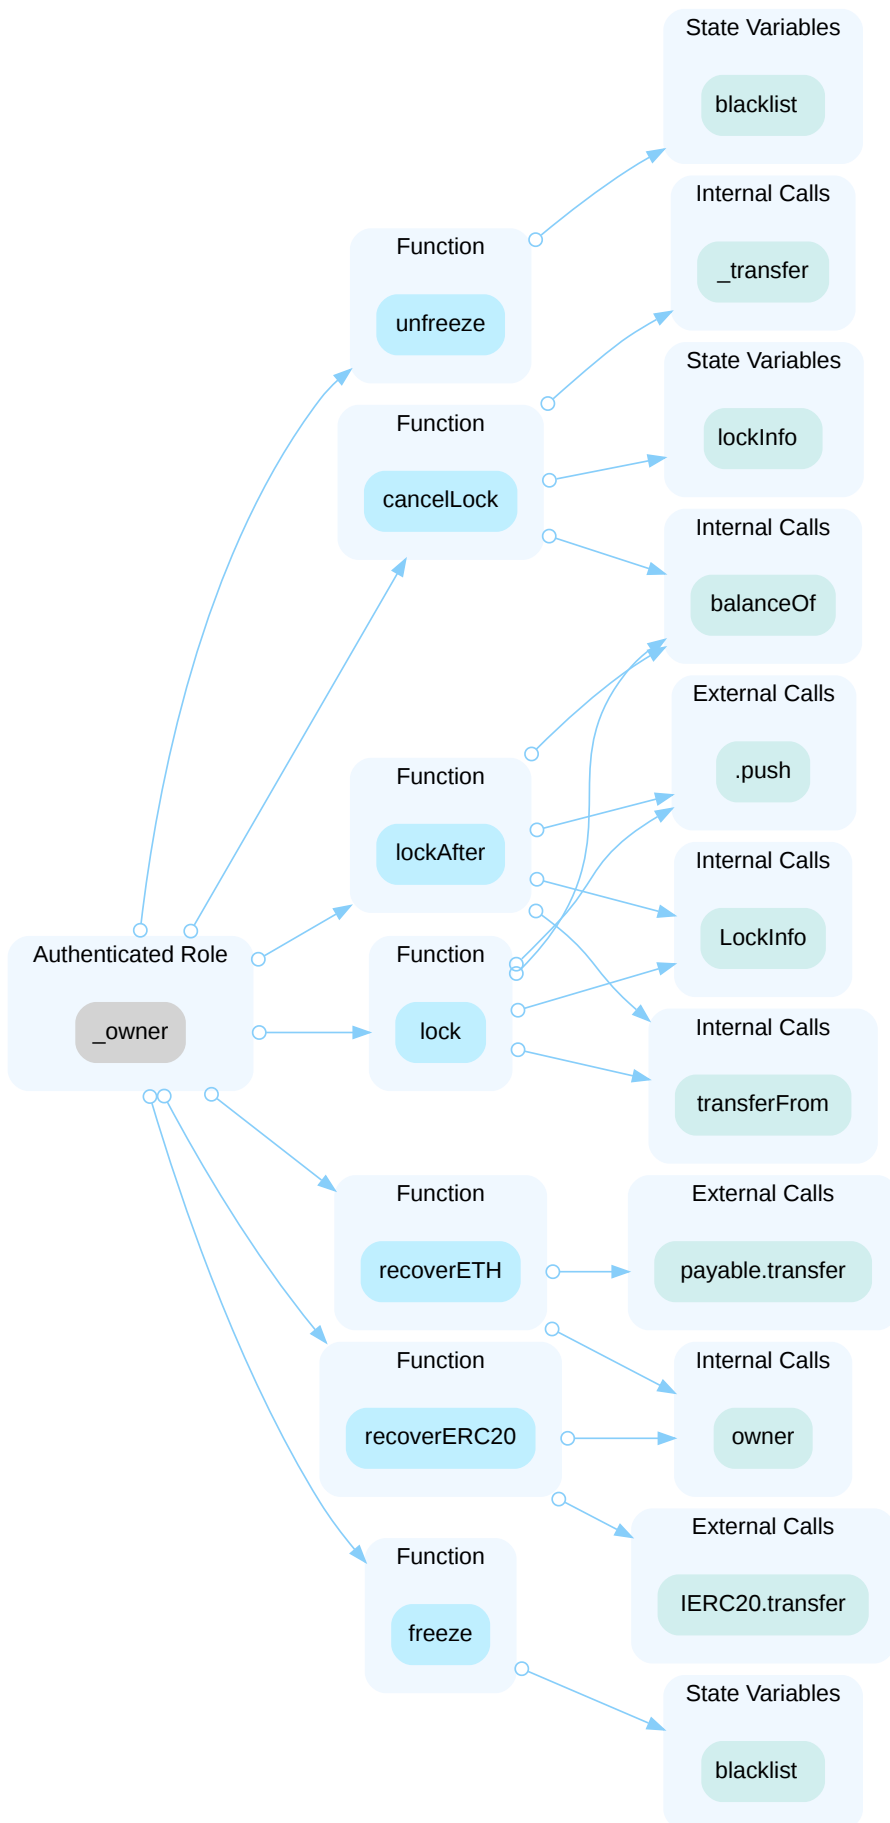 State Variables
blacklist
Internal Calls
_transfer
Function
unfreeze
State Variables
lockInfo
Function
cancelLock
Internal Calls
balanceOf
External Calls
.push
Function
lockAfter
Internal Calls
LockInfo
Authenticated Role
_owner
Function
lock
Internal Calls
transferFrom
Function
recoverETH
External Calls
payable.transfer
Function
recoverERC20
Internal Calls
owner
External Calls
IERC20.transfer
Function
freeze
State Variables
blacklist